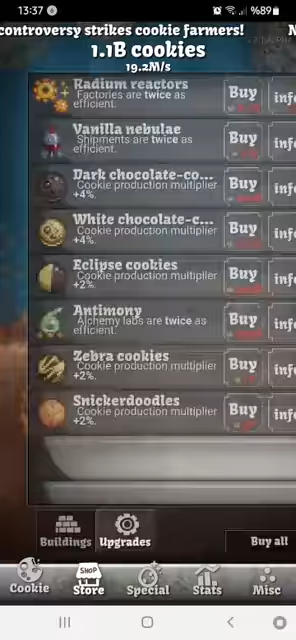 13:37
%89
controversy strikes cookie farmers!
N
1.1B cookies
19.2M/s
Radium reactors
Factories are twice as
efficient.
Buy
info
Vanilla nebulae
Shipments are twice as
efficient.
Buy
info
Dark chocolate-co...
Cookie production multiplier
+4%.
Buy
info
White chocolate-c...
Cookie production multiplier
+4%.
Buy
info
Eclipse cookies
Cookie production multiplier
+2%.
Buy
info
Antimony
Alchemy labs are twice as
efficient.
Buy
info
Zebra cookies
Cookie production multiplier
+2%.
Buy
info
Snickerdoodles
Cookie production multiplier
+2%.
Buy
info
Buildings
Upgrades
Buy all
Cookie
SHOP
Store
Special
Stats
Misc